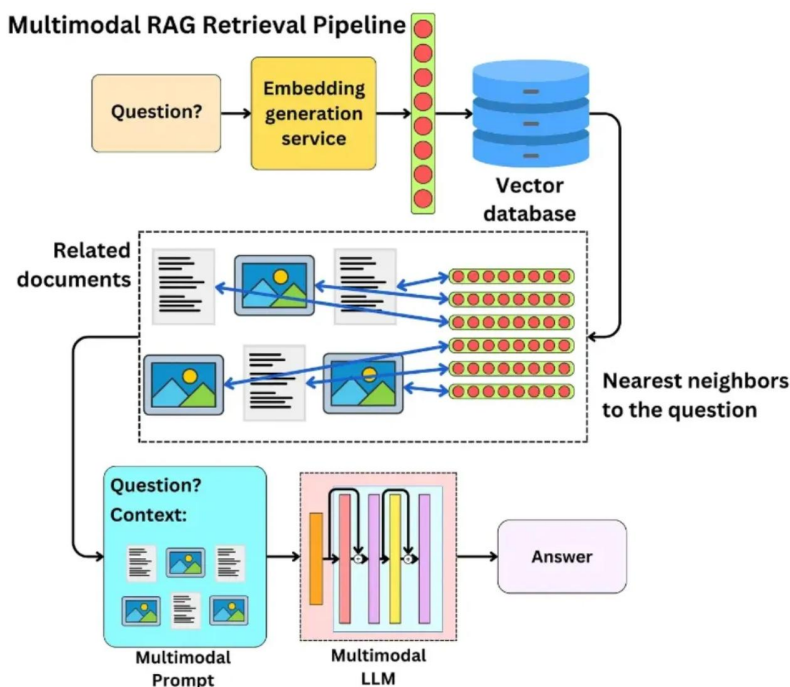 Multimodal RAG Retrieval Pipeline
Question?
Embedding
generation
service
Vector
database
Related
documents
Nearest neighbors
to the question
Question?
Context:
Multimodal
Prompt
Multimodal
LLM
Answer